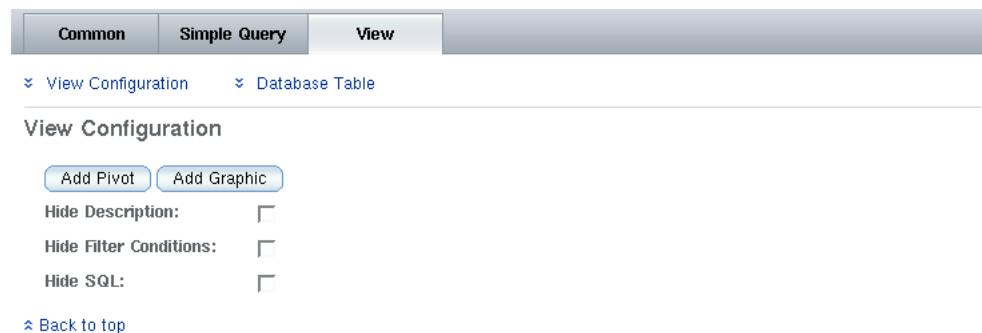 Common Simple Query View
View Configuration Database Table
View Configuration
Add Pivot Add Graphic
Hide Description:
Hide Filter Conditions:
Hide SQL:
Back to top